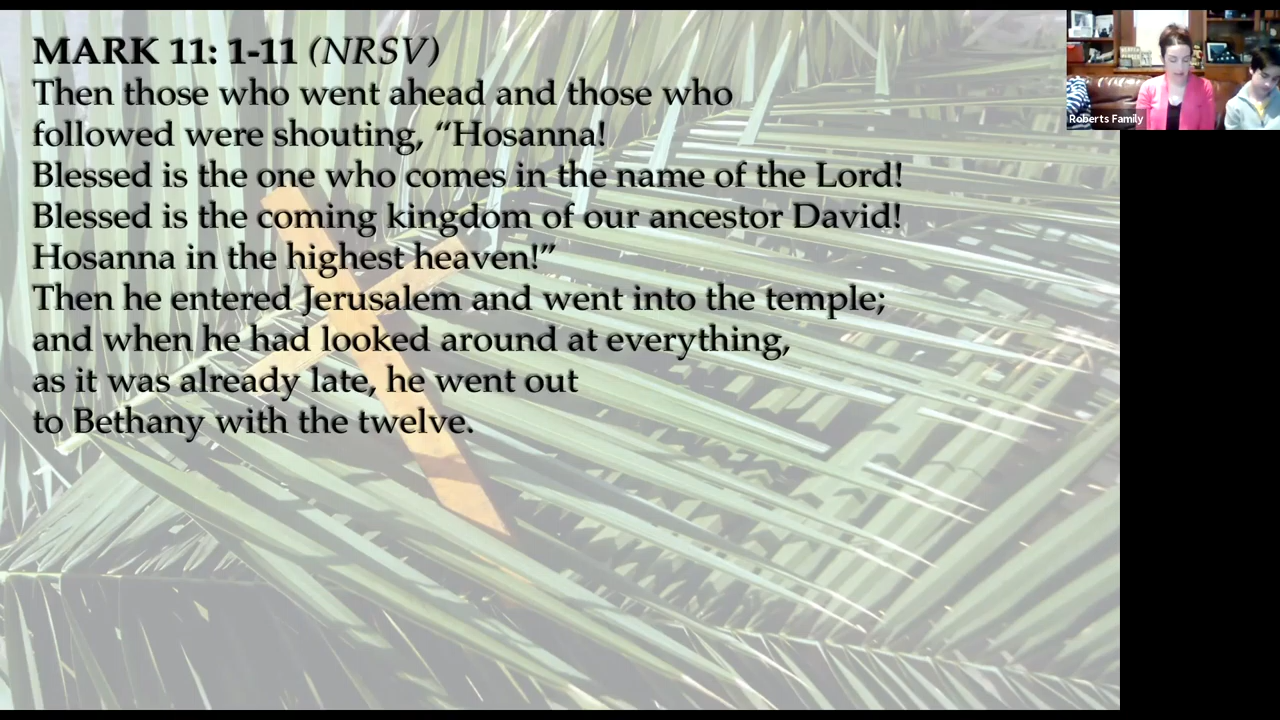 MARK 11: 1-11 (NRSV)
Then those who went ahead and those who
followed were shouting, “Hosanna!
Blessed is the one who comes in the name of the Lord!
Blessed is the coming kingdom of our ancestor David!
Hosanna in the highest heaven!”
Then he entered Jerusalem and went into the temple;
and when he had looked around at everything,
as it was already late, he went out
to Bethany with the twelve.
Roberts Family